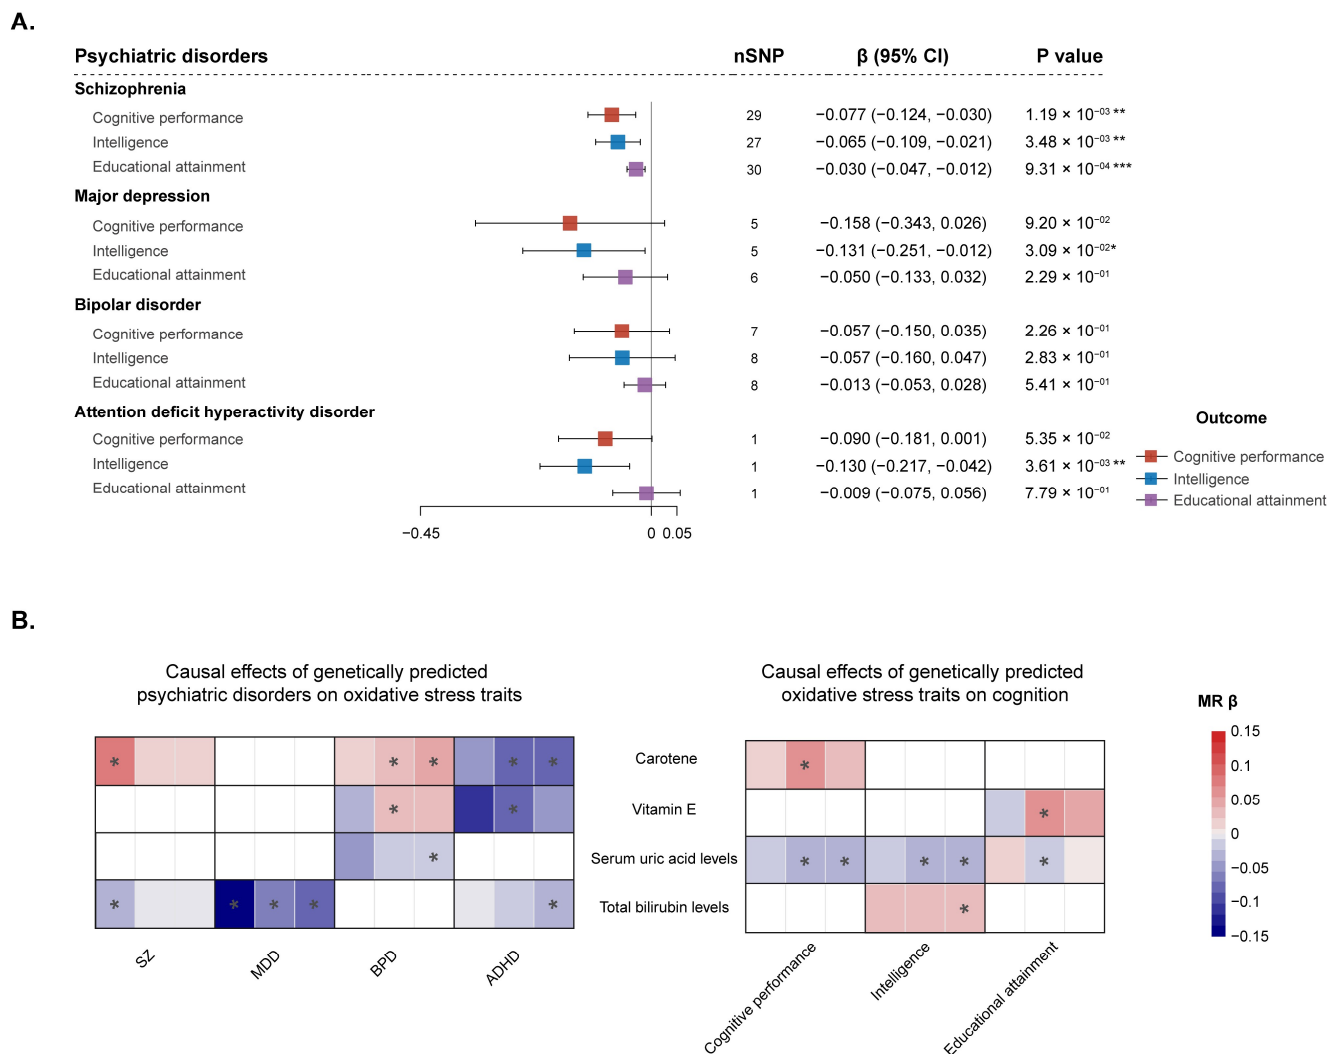 A.
Psychiatric disorders nSNP β (95% CI) P value
Schizophrenia
Cognitive performance 29 −0.077 (−0.124, −0.030) 1.19 × 10⁻⁰³ **
Intelligence 27 −0.065 (−0.109, −0.021) 3.48 × 10⁻⁰³ **
Educational attainment 30 −0.030 (−0.047, −0.012) 9.31 × 10⁻⁰⁴ ***
Major depression
Cognitive performance 5 −0.158 (−0.343, 0.026) 9.20 × 10⁻⁰²
Intelligence 5 −0.131 (−0.251, −0.012) 3.09 × 10⁻⁰²*
Educational attainment 6 −0.050 (−0.133, 0.032) 2.29 × 10⁻⁰¹
Bipolar disorder
Cognitive performance 7 −0.057 (−0.150, 0.035) 2.26 × 10⁻⁰¹
Intelligence 8 −0.057 (−0.160, 0.047) 2.83 × 10⁻⁰¹
Educational attainment 8 −0.013 (−0.053, 0.028) 5.41 × 10⁻⁰¹
Attention deficit hyperactivity disorder
Cognitive performance 1 −0.090 (−0.181, 0.001) 5.35 × 10⁻⁰²
Intelligence 1 −0.130 (−0.217, −0.042) 3.61 × 10⁻⁰³ **
Educational attainment 1 −0.009 (−0.075, 0.056) 7.79 × 10⁻⁰¹
−0.45 0 0.05
Outcome
Cognitive performance
Intelligence
Educational attainment
B.
Causal effects of genetically predicted
psychiatric disorders on oxidative stress traits
Causal effects of genetically predicted
oxidative stress traits on cognition
* * * * * Carotene *
* * Vitamin E *
* Serum uric acid levels * * * * *
* * * * * Total bilirubin levels *
SZ MDD BPD ADHD
Cognitive performance Intelligence Educational attainment
MR β
0.15
0.1
0.05
0
−0.05
−0.1
−0.15